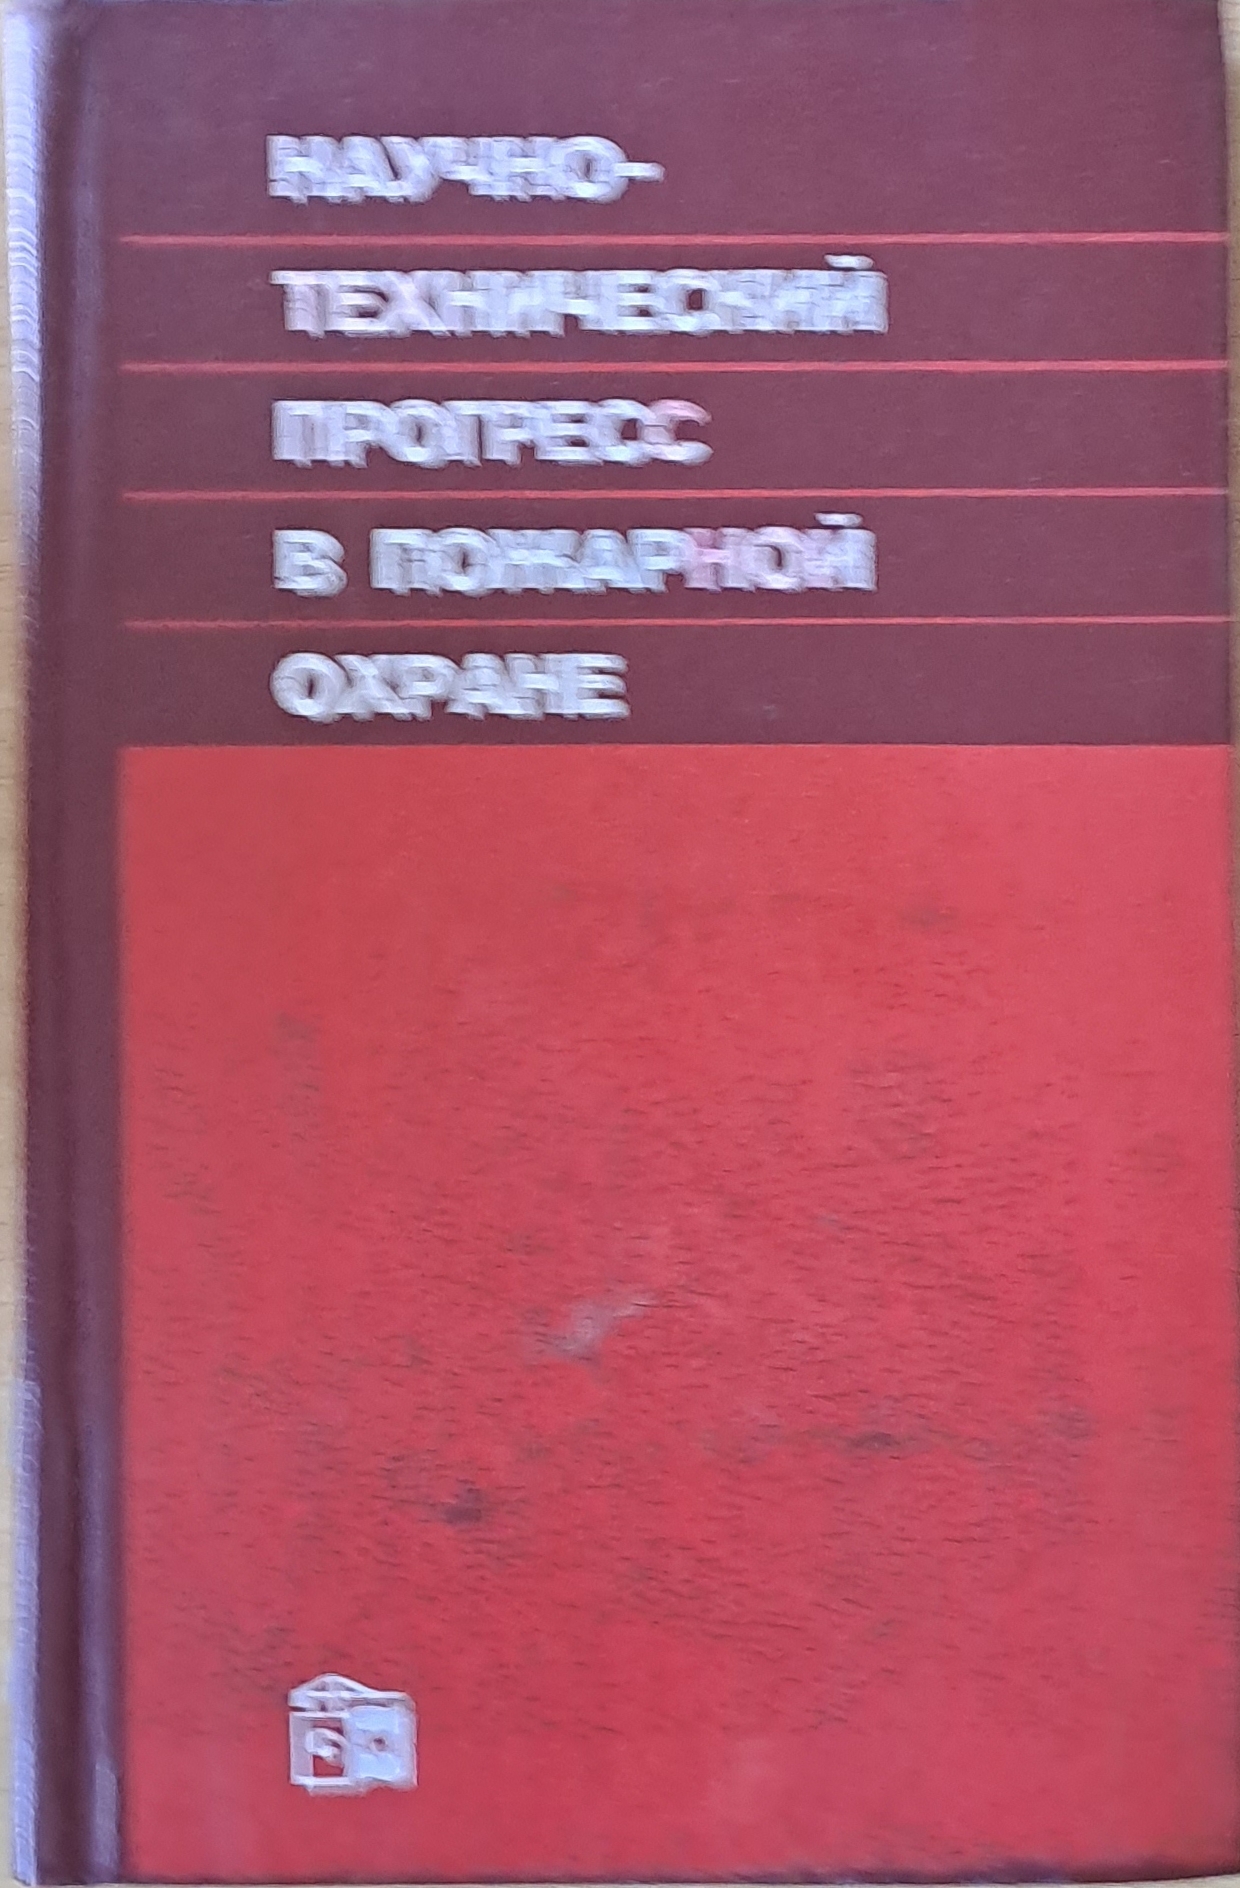 НАУЧНО-
ТЕХНИЧЕСКИЙ
ПРОГРЕСС
В ПОЖАРНОЙ
ОХРАНЕ